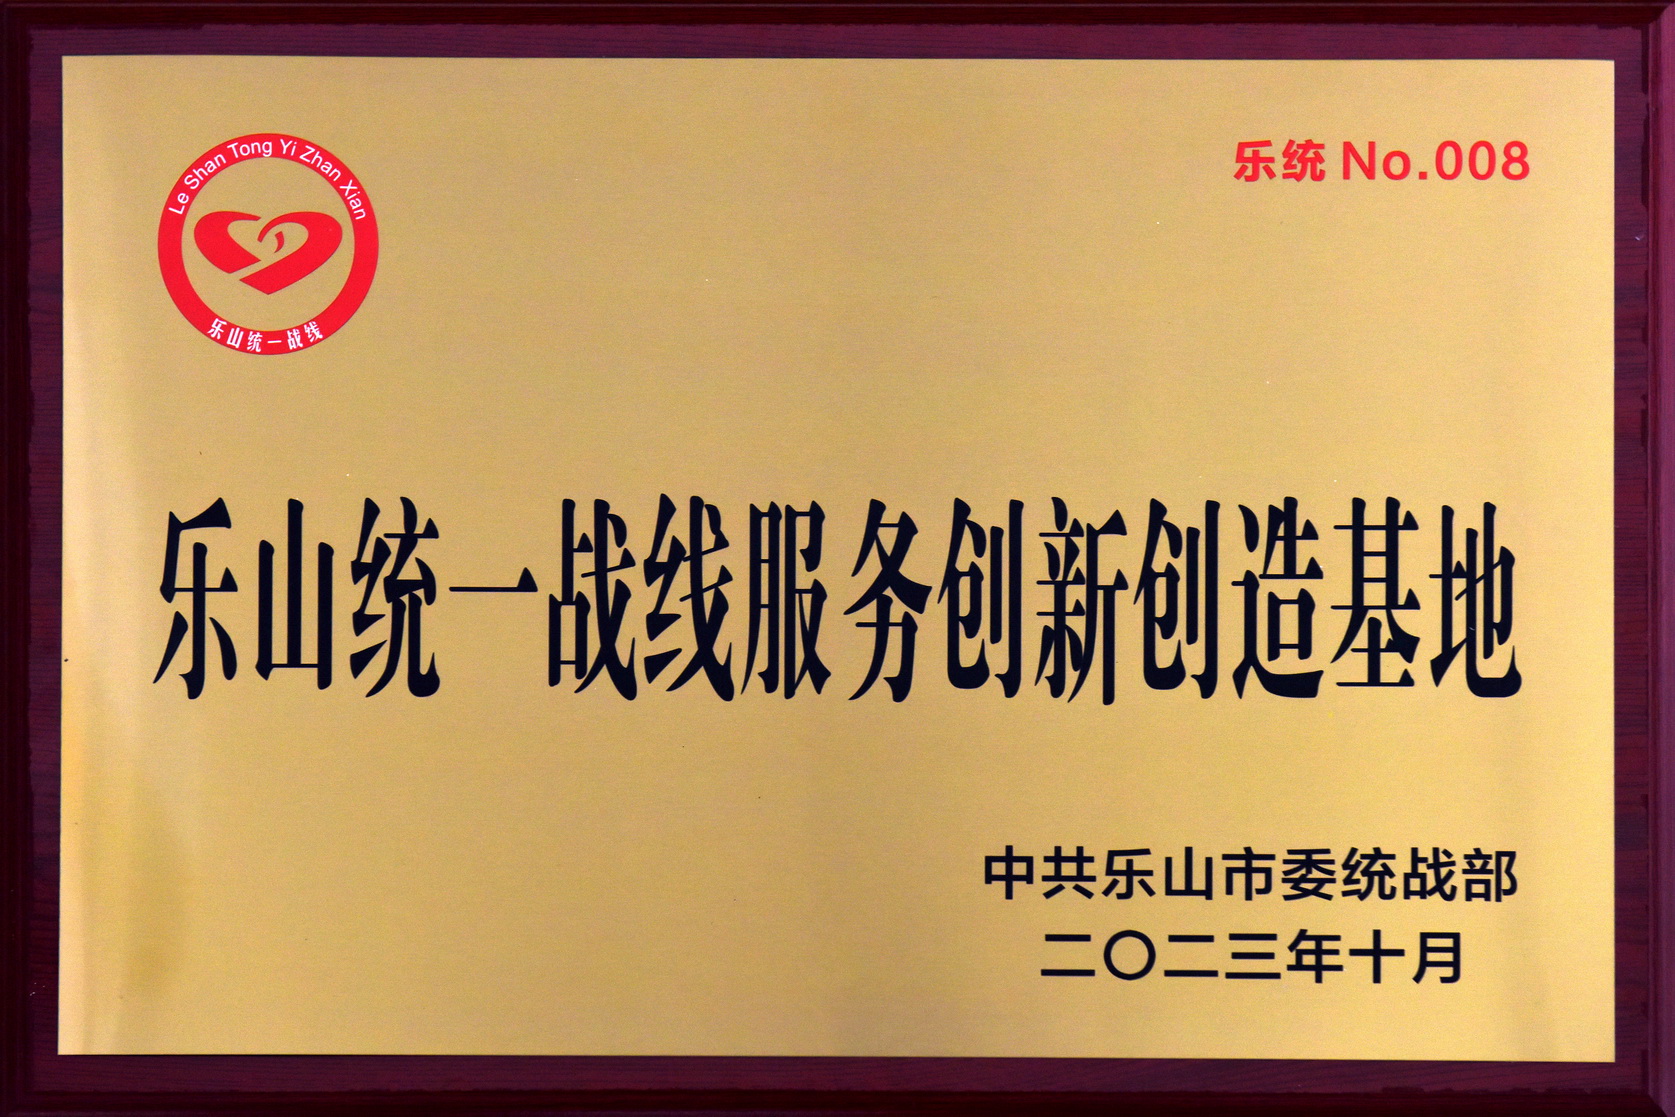 Le Shan Tong Yi Zhan Xian
乐山统一战线
乐统 No.008
乐山统一战线服务创新创造基地
中共乐山市委统战部
二〇二三年十月